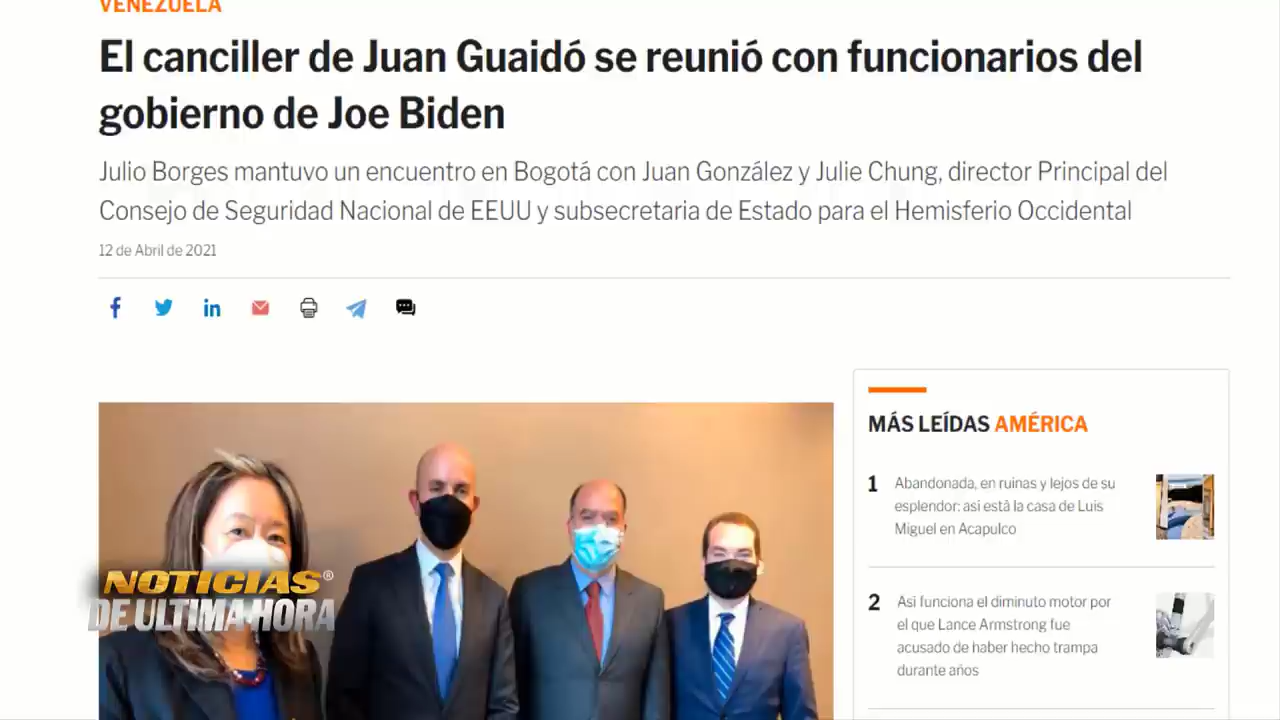 VENEZUELA
El canciller de Juan Guaidó se reunió con funcionarios del
gobierno de Joe Biden
Julio Borges mantuvo un encuentro en Bogotá con Juan González y Julie Chung, director Principal del
Consejo de Seguridad Nacional de EEUU y subsecretaria de Estado para el Hemisferio Occidental
12 de Abril de 2021
MÁS LEÍDAS AMÉRICA
1 Abandonada, en ruinas y lejos de su
esplendor: así está la casa de Luis
Miguel en Acapulco
2 Así funciona el diminuto motor por
el que Lance Armstrong fue
acusado de haber hecho trampa
durante años
NOTICIAS®
DE ULTIMA HORA